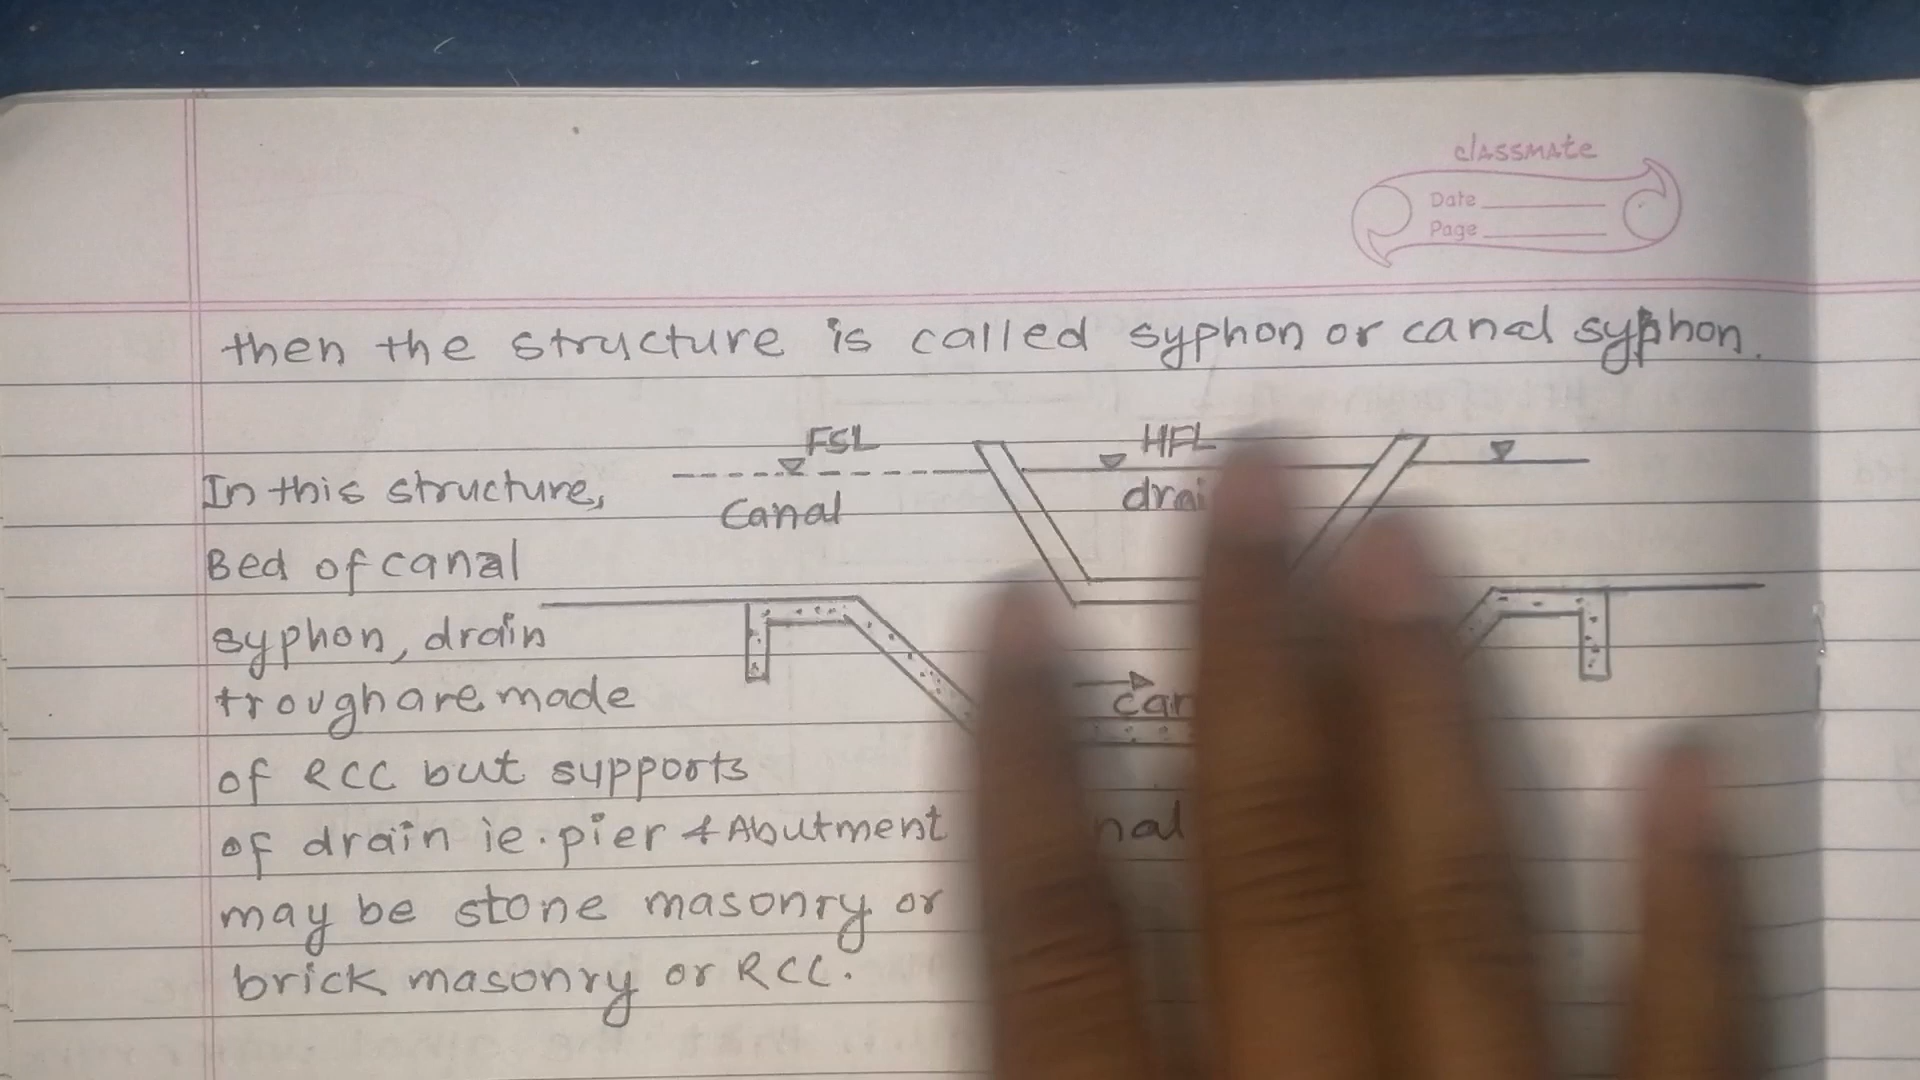 classmate
Date
Page
then the structure is called syphon or canal syphon.
FSL
HFL
In this structure,
Canal
Bed of canal
syphon, drain
trough are made
of RCC but supports
of drain ie. pier & Abutment
may be stone masonry or
brick masonry or RCC.